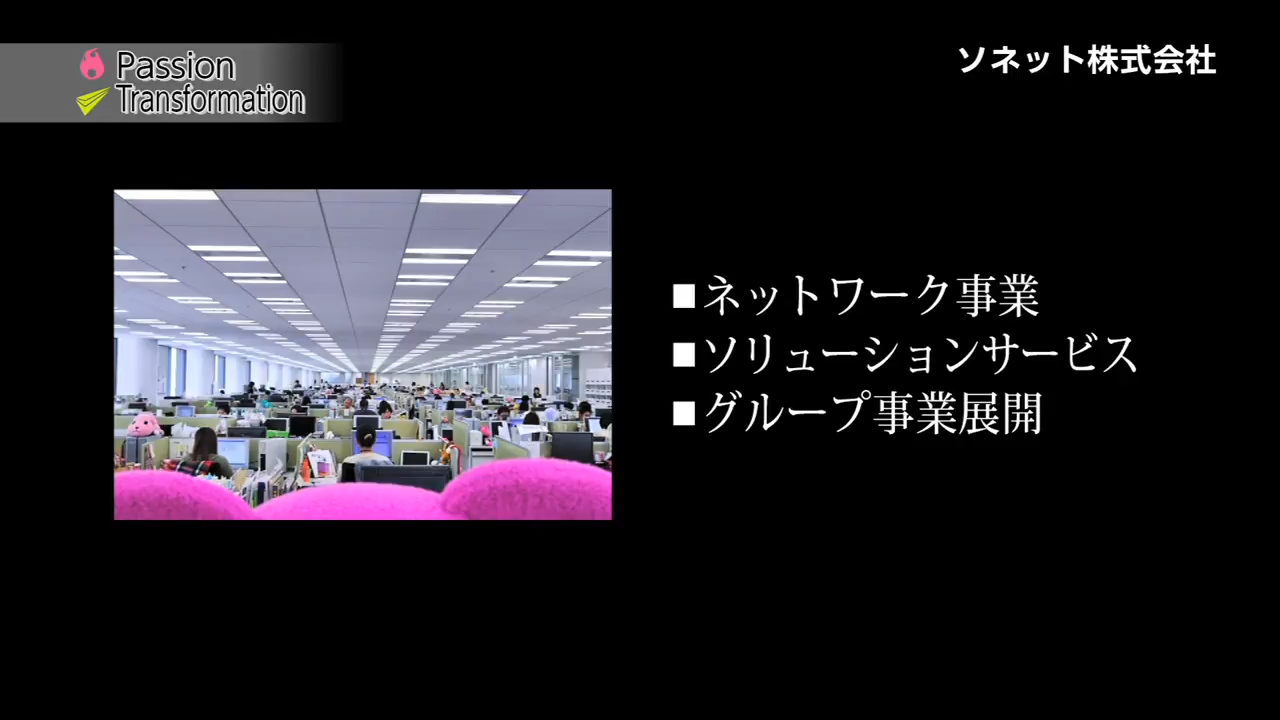 Passion
Transformation
ソネット株式会社
■ネットワーク事業
■ソリューションサービス
■グループ事業展開